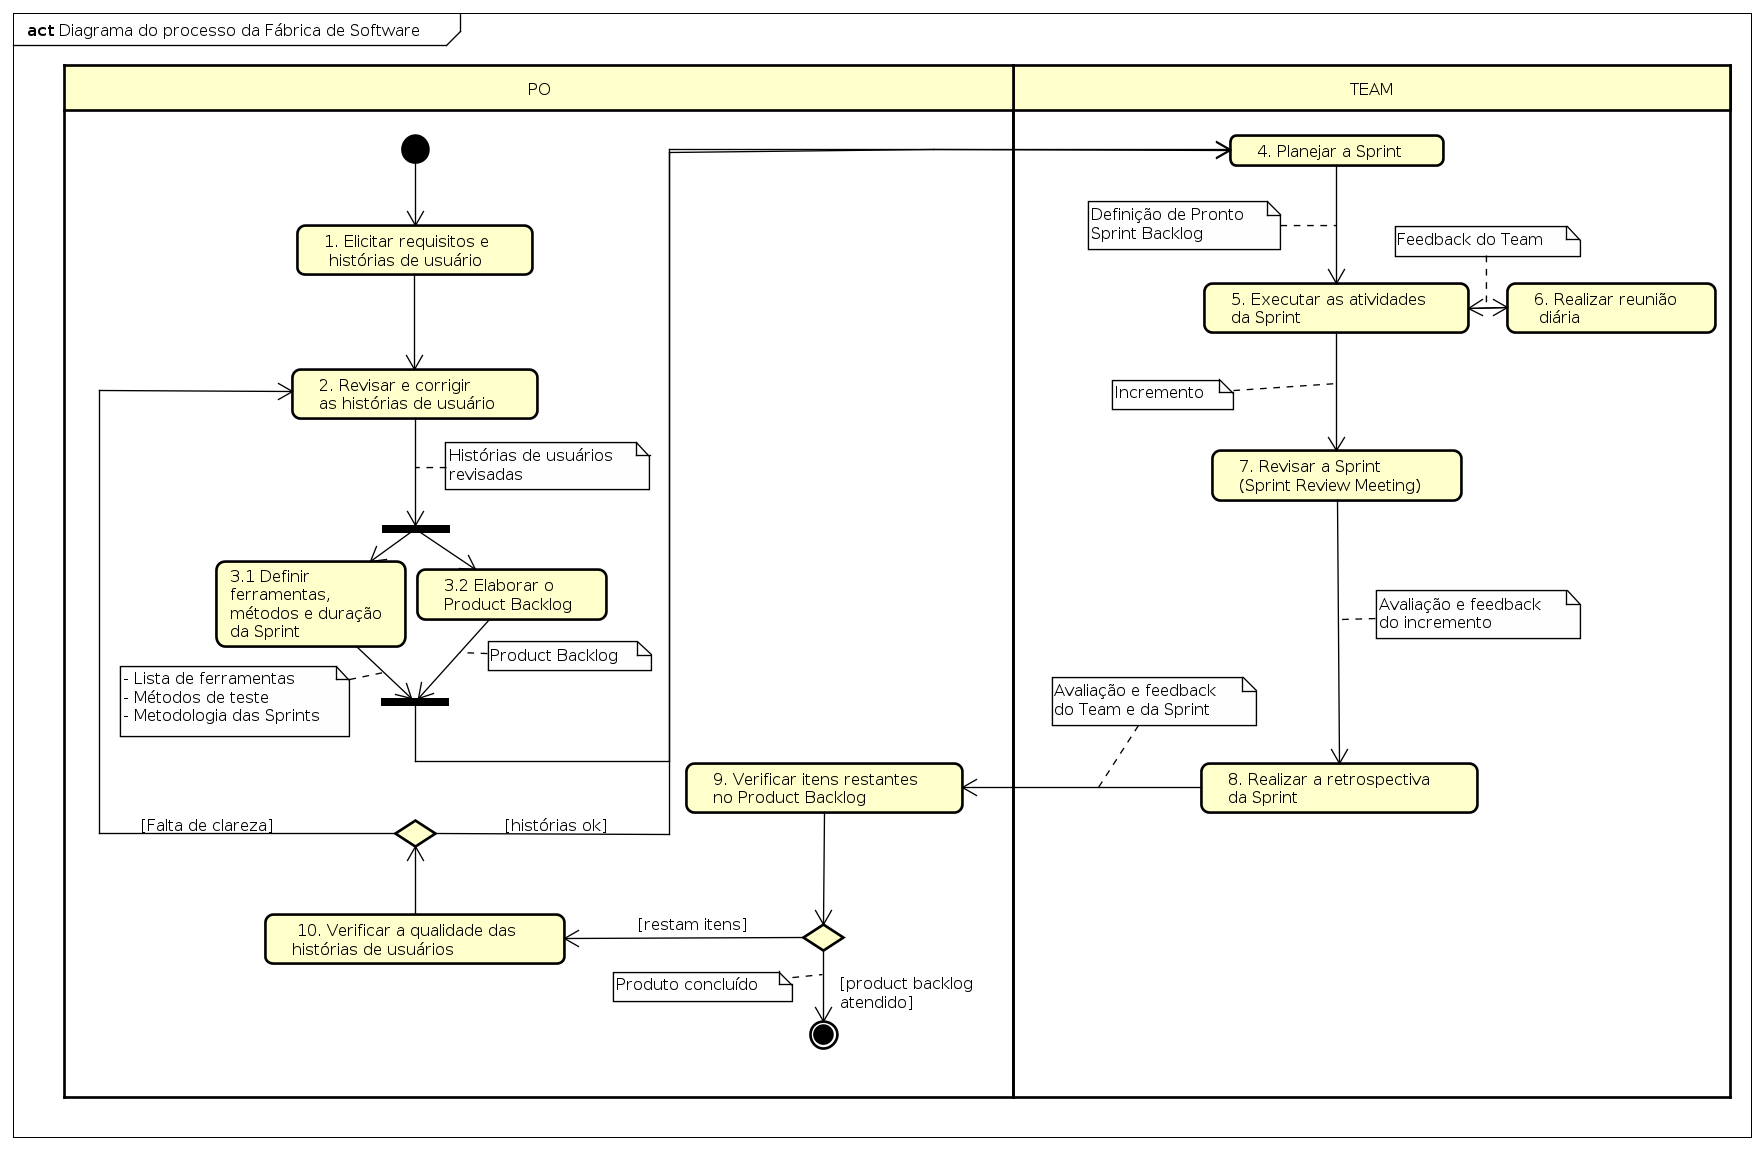 act Diagrama do processo da Fábrica de Software
PO
TEAM
1. Elicitar requisitos e
histórias de usuário
2. Revisar e corrigir
as histórias de usuário
Histórias de usuários
revisadas
3.1 Definir
ferramentas,
métodos e duração
da Sprint
3.2 Elaborar o
Product Backlog
Product Backlog
- Lista de ferramentas
- Métodos de teste
- Metodologia das Sprints
4. Planejar a Sprint
Definição de Pronto
Sprint Backlog
Feedback do Team
5. Executar as atividades
da Sprint
6. Realizar reunião
diária
Incremento
7. Revisar a Sprint
(Sprint Review Meeting)
Avaliação e feedback
do incremento
Avaliação e feedback
do Team e da Sprint
8. Realizar a retrospectiva
da Sprint
9. Verificar itens restantes
no Product Backlog
[Falta de clareza]
[histórias ok]
10. Verificar a qualidade das
histórias de usuários
[restam itens]
Produto concluído
[product backlog
atendido]